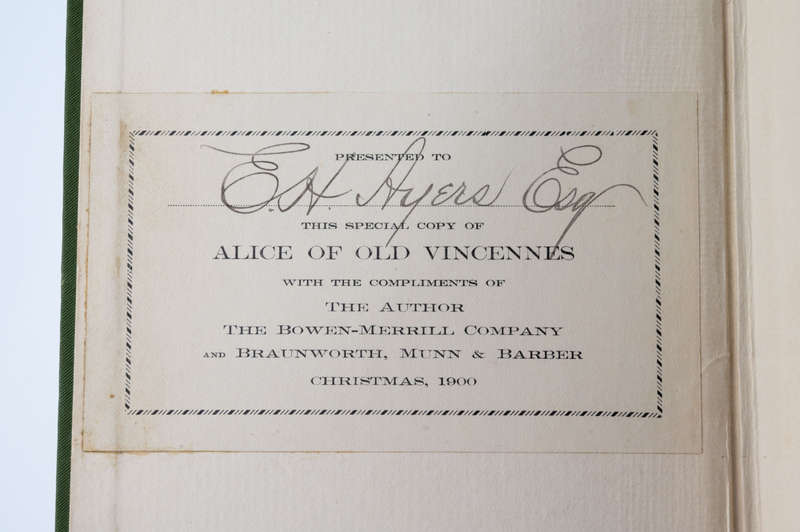 PRESENTED TO
E. H. Ayers Esq
THIS SPECIAL COPY OF
ALICE OF OLD VINCENNES
WITH THE COMPLIMENTS OF
THE AUTHOR
THE BOWEN-MERRILL COMPANY
AND BRAUNWORTH, MUNN & BARBER
CHRISTMAS, 1900